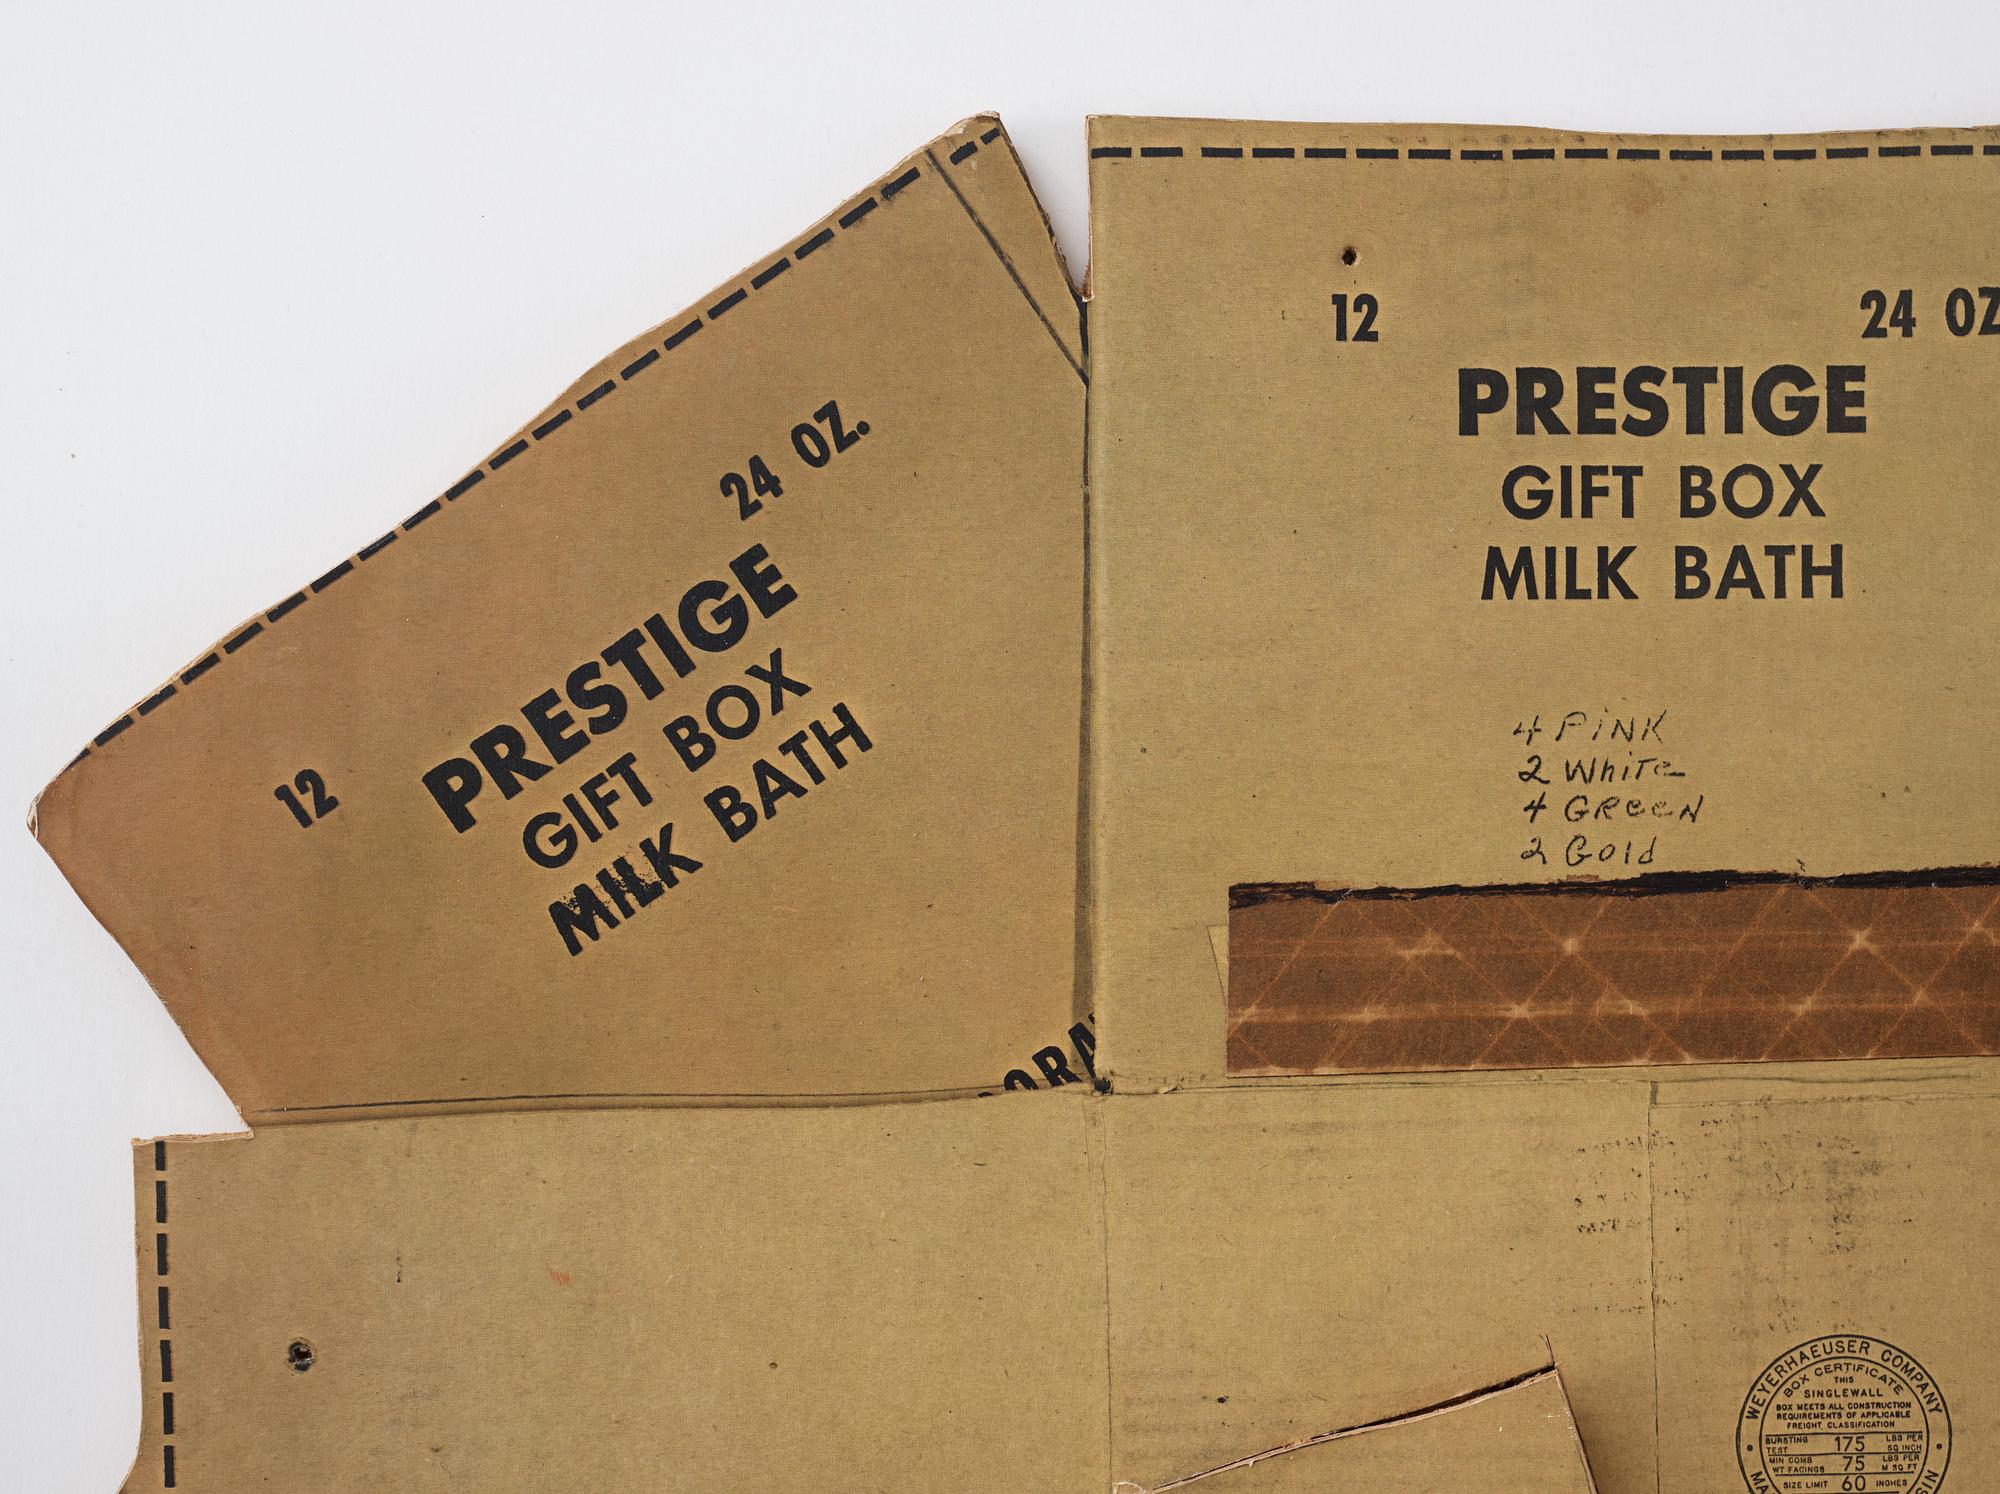 12
24 OZ.
PRESTIGE
GIFT BOX
MILK BATH
12 24 OZ
PRESTIGE
GIFT BOX
MILK BATH
4 PiNK
2 WhiTe
4 GReeN
2 Gold
ORA
WEYERHAEUSER COMPANY
BOX CERTIFICATE
THIS
SINGLEWALL
BOX MEETS ALL CONSTRUCTION
REQUIREMENTS OF APPLICABLE
FREIGHT CLASSIFICATION
BURSTING TEST 175 LBS PER SQ INCH
MIN COMB WT FACINGS 75 LBS PER M SQ FT
SIZE LIMIT 60 INCHES